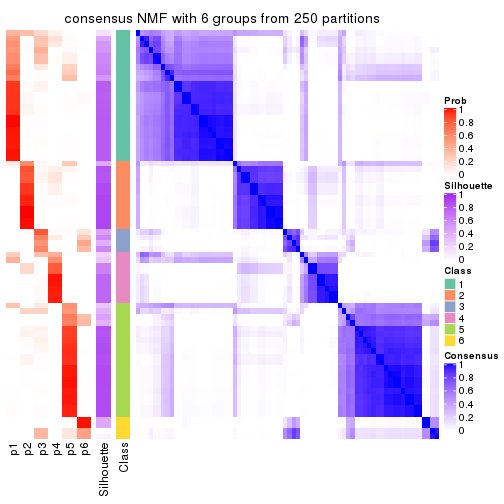 consensus NMF with 6 groups from 250 partitions
Prob
1
0.8
0.6
0.4
0.2
0
Silhouette
1
0.8
0.6
0.4
0.2
0
Class
1
2
3
4
5
6
Consensus
1
0.8
0.6
0.4
0.2
0
p1
p2
p3
p4
p5
p6
Silhouette
Class